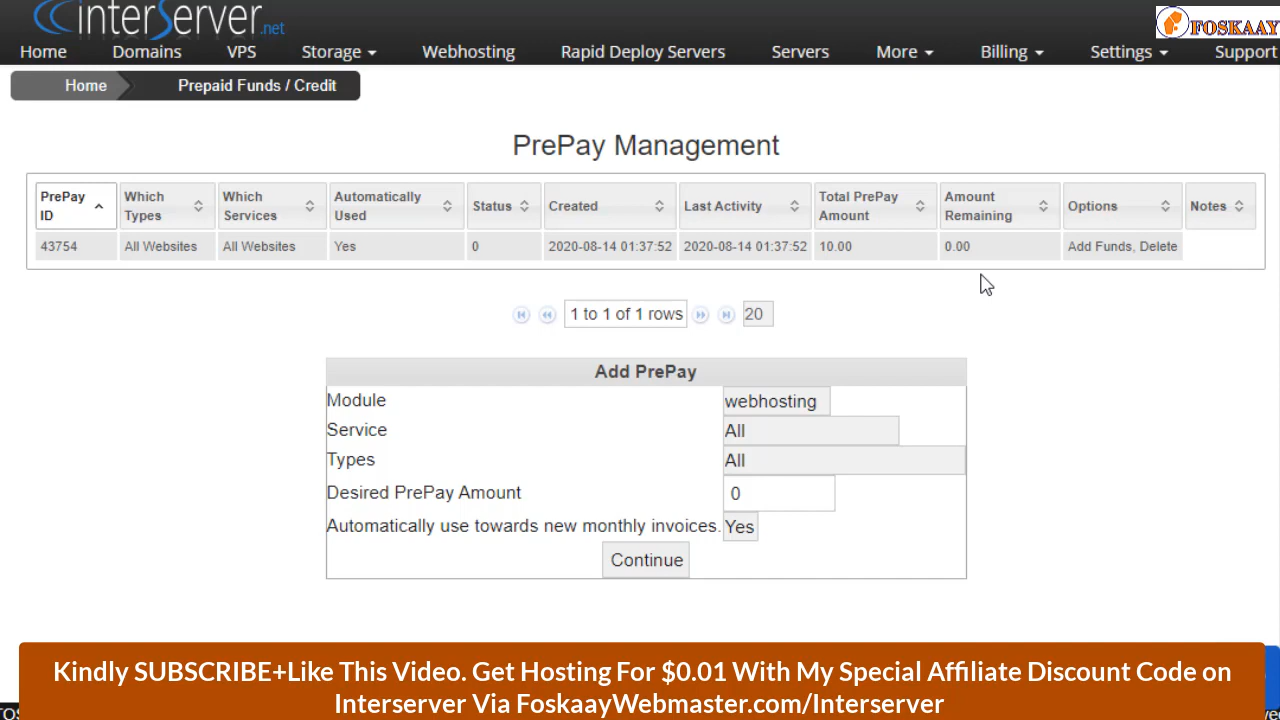 interServer.net
FOSKAAY
Home Domains VPS Storage Webhosting Rapid Deploy Servers Servers More Billing Settings Support
Home Prepaid Funds / Credit
PrePay Management
PrePay ID Which Types Which Services Automatically Used Status Created Last Activity Total PrePay Amount Amount Remaining Options Notes
43754 All Websites All Websites Yes 0 2020-08-14 01:37:52 2020-08-14 01:37:52 10.00 0.00 Add Funds, Delete
1 to 1 of 1 rows 20
Add PrePay
Module webhosting
Service All
Types All
Desired PrePay Amount 0
Automatically use towards new monthly invoices. Yes
Continue
Kindly SUBSCRIBE+Like This Video. Get Hosting For $0.01 With My Special Affiliate Discount Code on
Interserver Via FoskaayWebmaster.com/Interserver